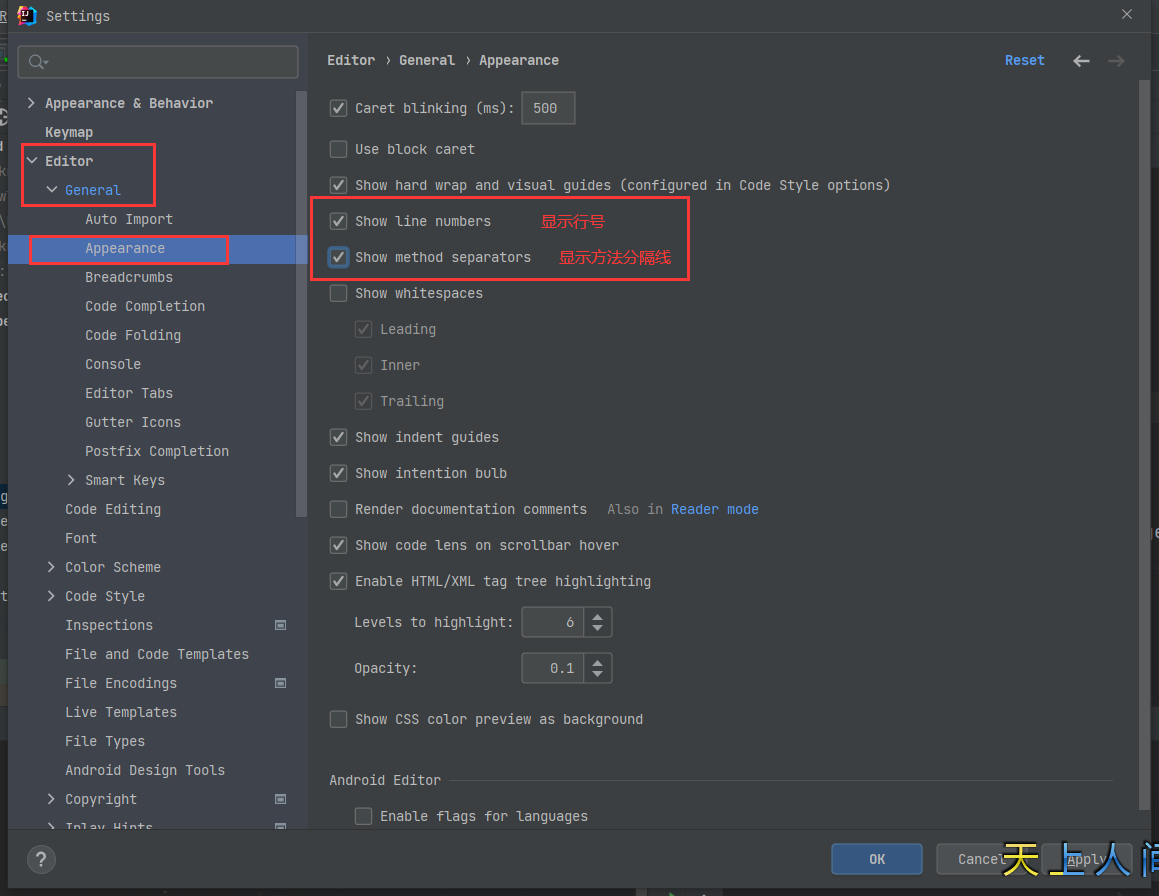 Settings
Editor › General › Appearance
Reset
Appearance & Behavior
Keymap
Editor
General
Auto Import
Appearance
Breadcrumbs
Code Completion
Code Folding
Console
Editor Tabs
Gutter Icons
Postfix Completion
Smart Keys
Code Editing
Font
Color Scheme
Code Style
Inspections
File and Code Templates
File Encodings
Live Templates
File Types
Android Design Tools
Copyright
Inlay Hints
Caret blinking (ms): 500
Use block caret
Show hard wrap and visual guides (configured in Code Style options)
Show line numbers 显示行号
Show method separators 显示方法分隔线
Show whitespaces
Leading
Inner
Trailing
Show indent guides
Show intention bulb
Render documentation comments Also in Reader mode
Show code lens on scrollbar hover
Enable HTML/XML tag tree highlighting
Levels to highlight: 6
Opacity: 0.1
Show CSS color preview as background
Android Editor
Enable flags for languages
?
OK
Cancel
Apply
天上人间